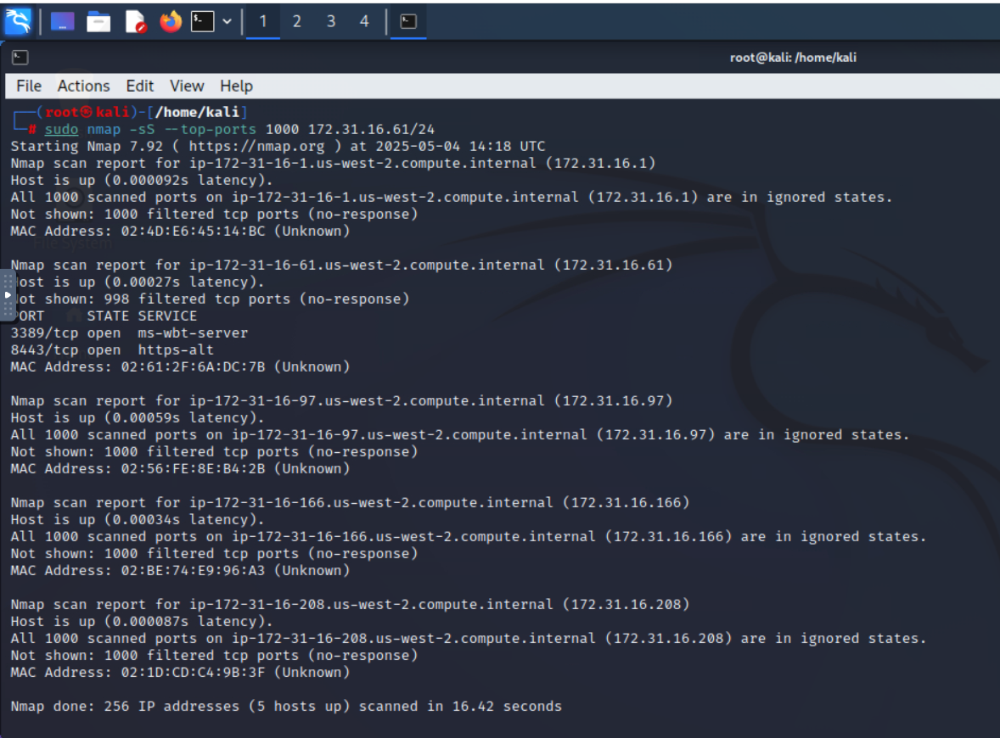 1 2 3 4
root@kali: /home/kali
File Actions Edit View Help
┌──(root㉿kali)-[/home/kali]
└─# sudo nmap -sS --top-ports 1000 172.31.16.61/24
Starting Nmap 7.92 ( https://nmap.org ) at 2025-05-04 14:18 UTC
Nmap scan report for ip-172-31-16-1.us-west-2.compute.internal (172.31.16.1)
Host is up (0.000092s latency).
All 1000 scanned ports on ip-172-31-16-1.us-west-2.compute.internal (172.31.16.1) are in ignored states.
Not shown: 1000 filtered tcp ports (no-response)
MAC Address: 02:4D:E6:45:14:BC (Unknown)
File System
Nmap scan report for ip-172-31-16-61.us-west-2.compute.internal (172.31.16.61)
ost is up (0.00027s latency).
ot shown: 998 filtered tcp ports (no-response)
PORT STATE SERVICE
3389/tcp open ms-wbt-server
8443/tcp open https-alt
MAC Address: 02:61:2F:6A:DC:7B (Unknown)
Nmap scan report for ip-172-31-16-97.us-west-2.compute.internal (172.31.16.97)
Host is up (0.00059s latency).
All 1000 scanned ports on ip-172-31-16-97.us-west-2.compute.internal (172.31.16.97) are in ignored states.
Not shown: 1000 filtered tcp ports (no-response)
MAC Address: 02:56:FE:8E:B4:2B (Unknown)
Nmap scan report for ip-172-31-16-166.us-west-2.compute.internal (172.31.16.166)
Host is up (0.00034s latency).
All 1000 scanned ports on ip-172-31-16-166.us-west-2.compute.internal (172.31.16.166) are in ignored states.
Not shown: 1000 filtered tcp ports (no-response)
MAC Address: 02:BE:74:E9:96:A3 (Unknown)
Nmap scan report for ip-172-31-16-208.us-west-2.compute.internal (172.31.16.208)
Host is up (0.000087s latency).
All 1000 scanned ports on ip-172-31-16-208.us-west-2.compute.internal (172.31.16.208) are in ignored states.
Not shown: 1000 filtered tcp ports (no-response)
MAC Address: 02:1D:CD:C4:9B:3F (Unknown)
Nmap done: 256 IP addresses (5 hosts up) scanned in 16.42 seconds